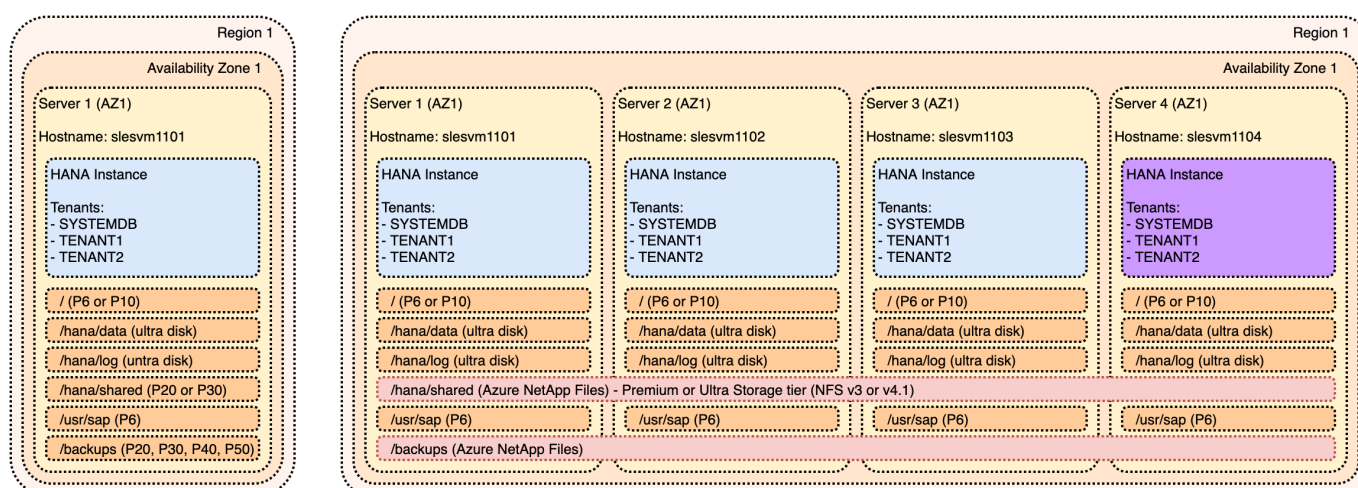 Region 1
Availability Zone 1
Server 1 (AZ1)
Hostname: slesvm1101
HANA Instance
Tenants:
- SYSTEMDB
- TENANT1
- TENANT2
/ (P6 or P10)
/hana/data (ultra disk)
/hana/log (untra disk)
/hana/shared (P20 or P30)
/usr/sap (P6)
/backups (P20, P30, P40, P50)
Region 1
Availability Zone 1
Server 1 (AZ1)
Hostname: slesvm1101
HANA Instance
Tenants:
- SYSTEMDB
- TENANT1
- TENANT2
/ (P6 or P10)
/hana/data (ultra disk)
/hana/log (ultra disk)
Server 2 (AZ1)
Hostname: slesvm1102
HANA Instance
Tenants:
- SYSTEMDB
- TENANT1
- TENANT2
/ (P6 or P10)
/hana/data (ultra disk)
/hana/log (ultra disk)
Server 3 (AZ1)
Hostname: slesvm1103
HANA Instance
Tenants:
- SYSTEMDB
- TENANT1
- TENANT2
/ (P6 or P10)
/hana/data (ultra disk)
/hana/log (ultra disk)
Server 4 (AZ1)
Hostname: slesvm1104
HANA Instance
Tenants:
- SYSTEMDB
- TENANT1
- TENANT2
/ (P6 or P10)
/hana/data (ultra disk)
/hana/log (ultra disk)
/hana/shared (Azure NetApp Files) - Premium or Ultra Storage tier (NFS v3 or v4.1)
/usr/sap (P6)
/usr/sap (P6)
/usr/sap (P6)
/usr/sap (P6)
/backups (Azure NetApp Files)